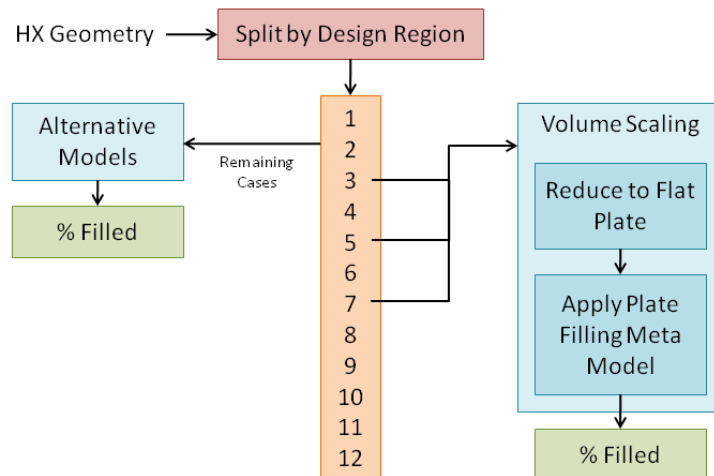 HX Geometry
Split by Design Region
Alternative
Models
Remaining
Cases
% Filled
1
2
3
4
5
6
7
8
9
10
11
12
Volume Scaling
Reduce to Flat
Plate
Apply Plate
Filling Meta
Model
% Filled